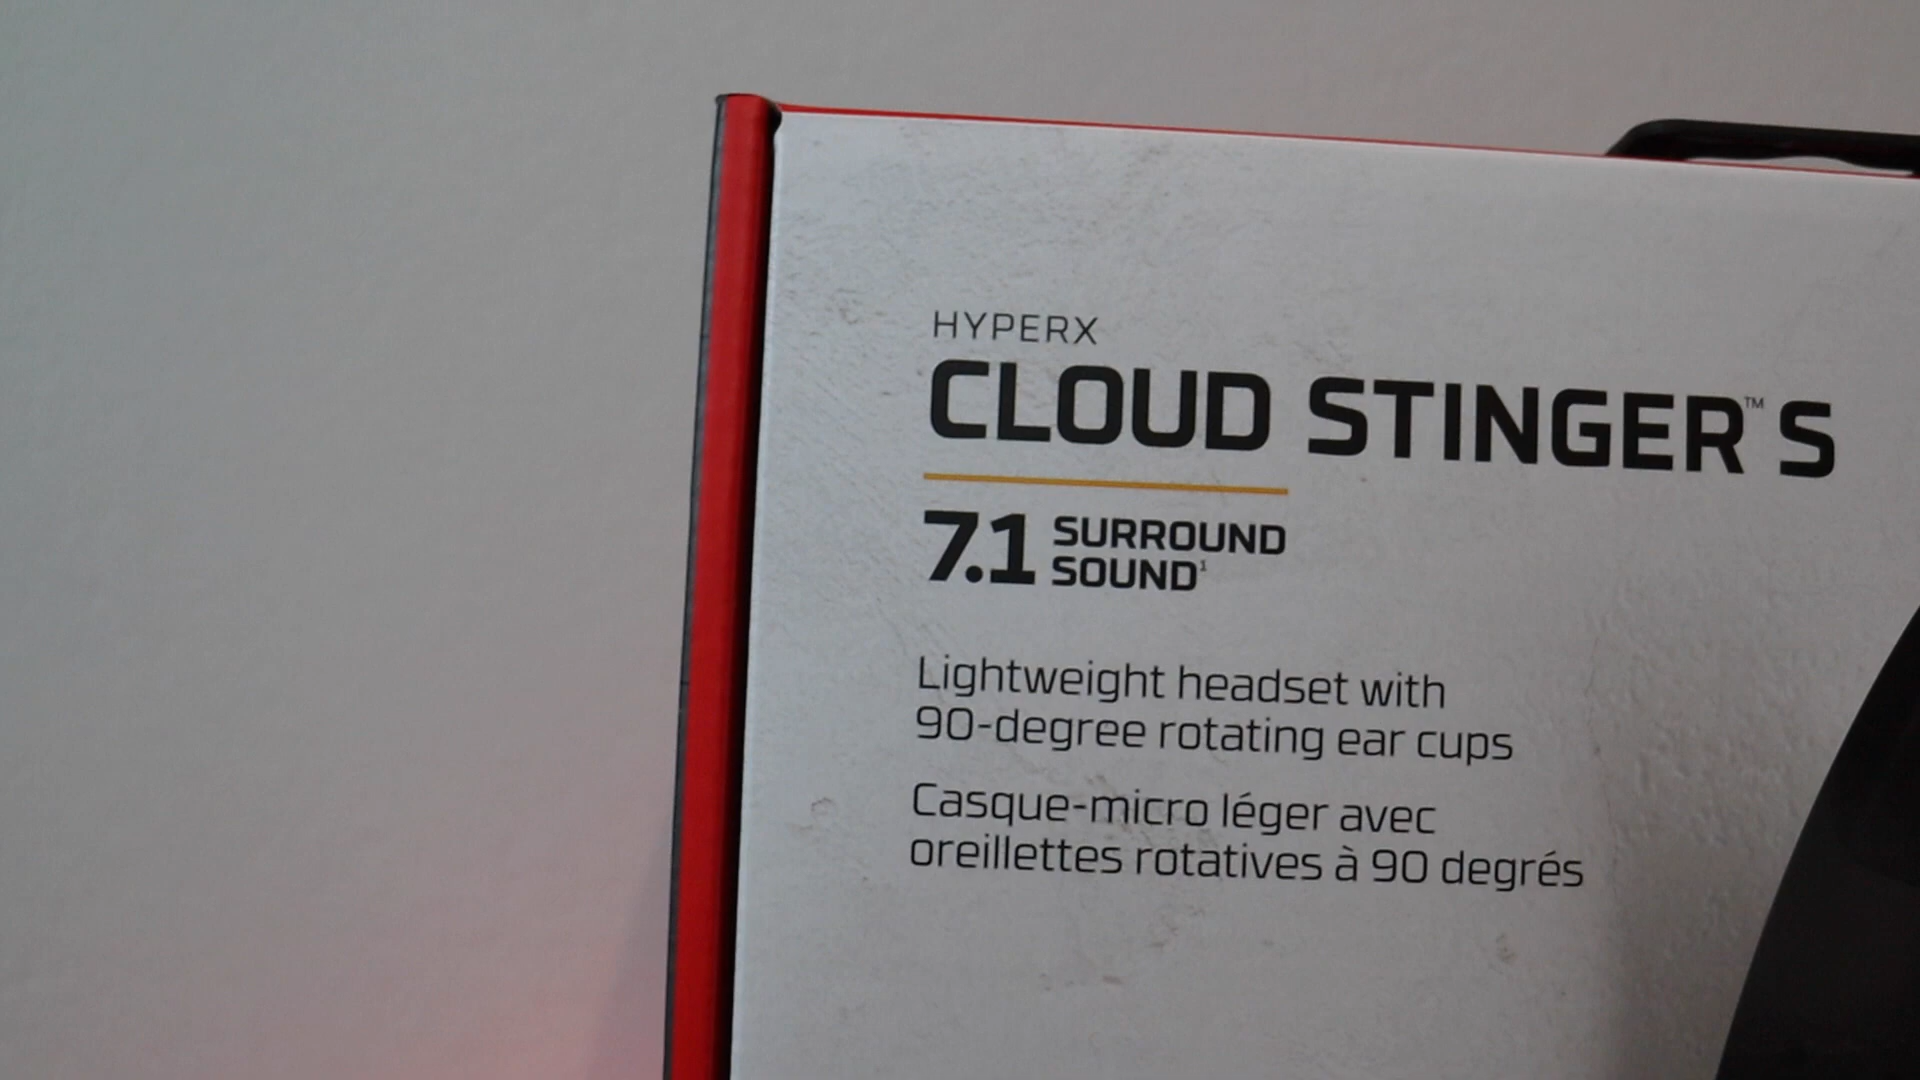 HYPERX
CLOUD STINGER™ S
7.1 SURROUND
SOUND¹
Lightweight headset with
90-degree rotating ear cups
Casque-micro léger avec
oreillettes rotatives à 90 degrés